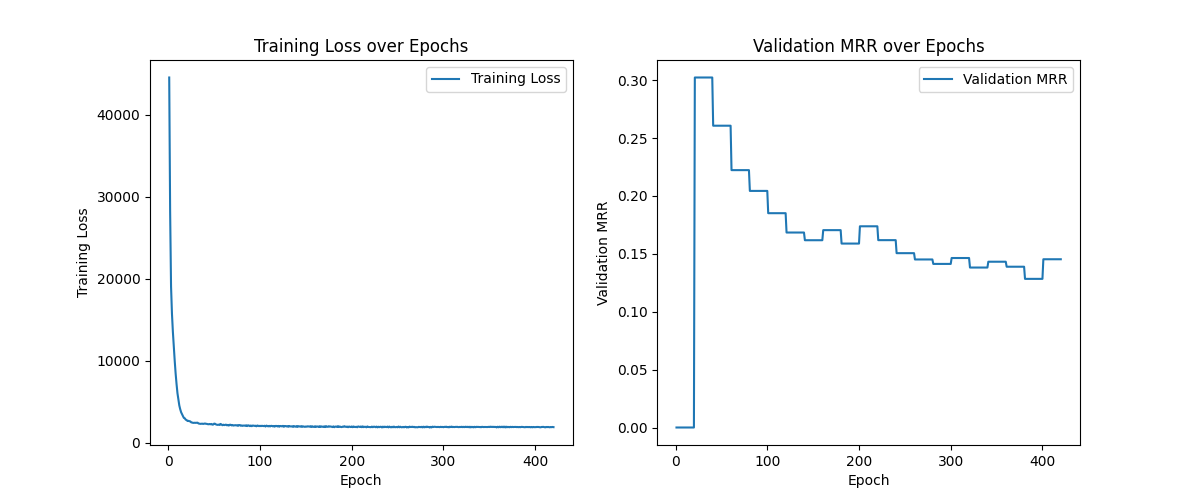 Training Loss over Epochs
Training Loss
40000
30000
20000
10000
0
Training Loss
0 100 200 300 400
Epoch
Validation MRR over Epochs
Validation MRR
0.30
0.25
0.20
0.15
0.10
0.05
0.00
Validation MRR
0 100 200 300 400
Epoch